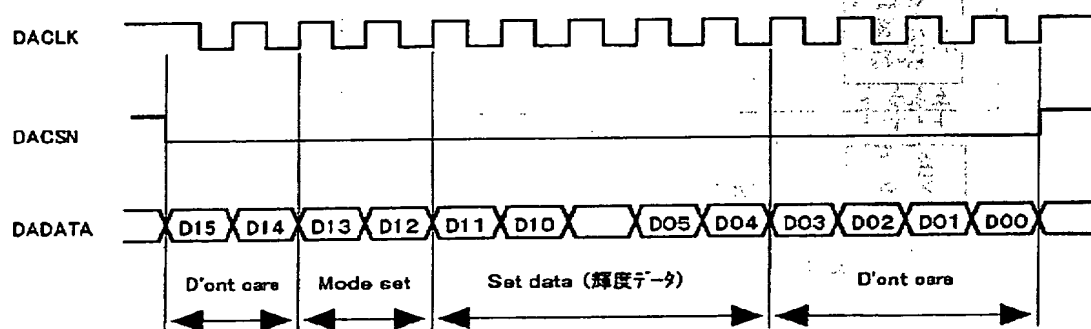 DACLK
DACSN
DADATA D15 D14 D13 D12 D11 D10 D05 D04 D03 D02 D01 D00
D'ont care Mode set Set data (輝度データ) D'ont care